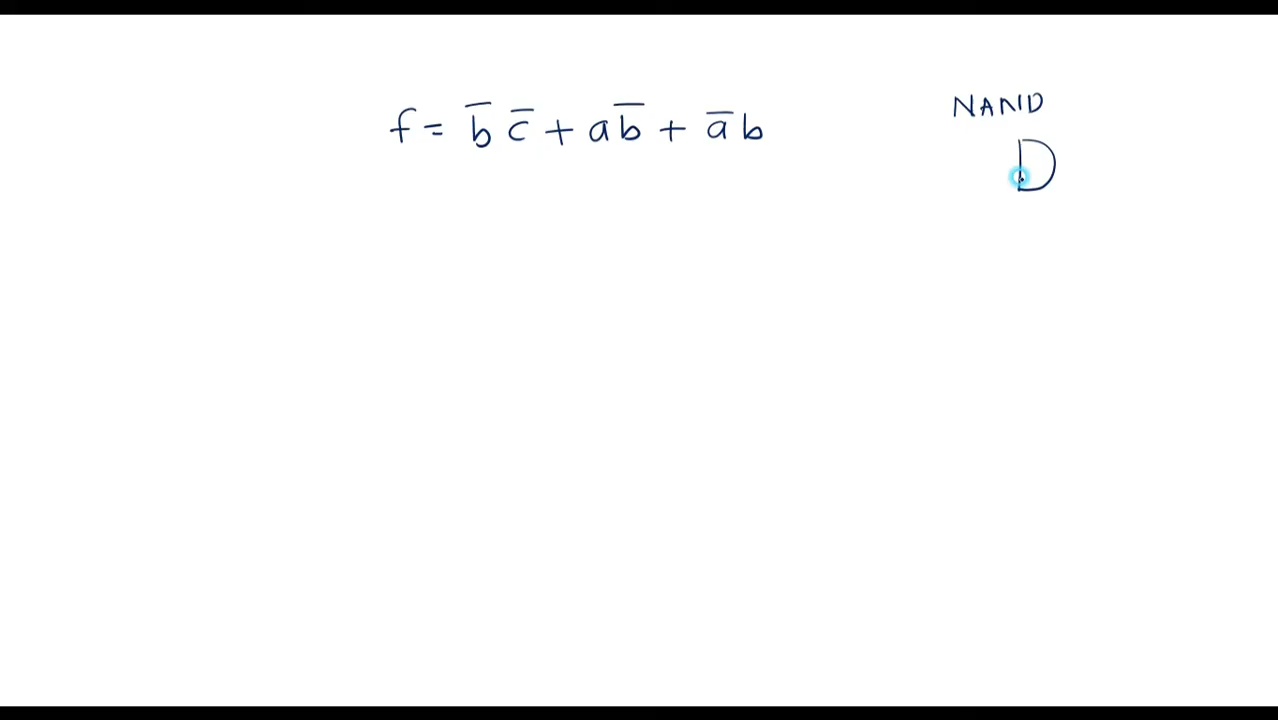 f = b̅ c̅ + a b̅ + a̅ b
NAND